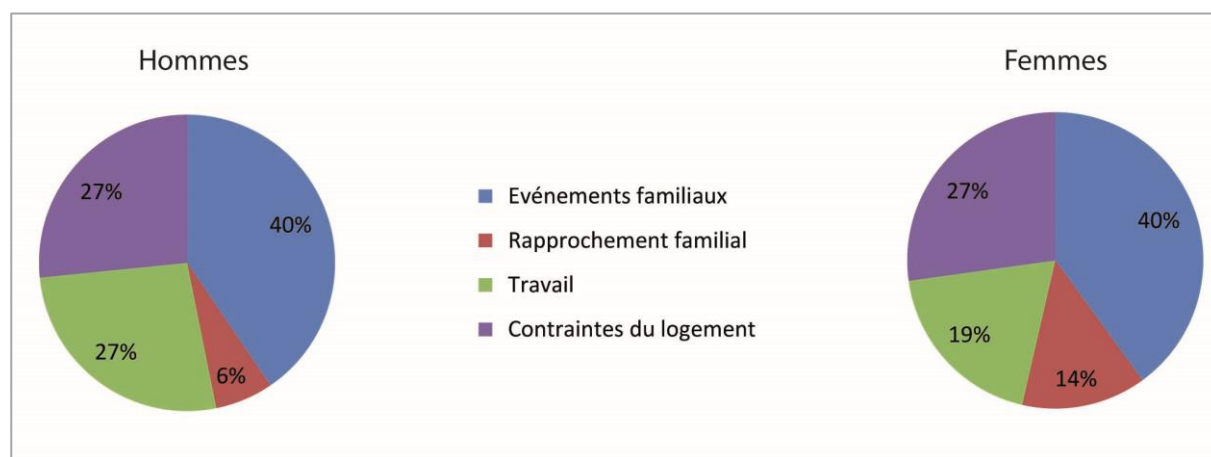 Hommes
Femmes
27%
40%
27%
6%
Evénements familiaux
Rapprochement familial
Travail
Contraintes du logement
27%
40%
19%
14%